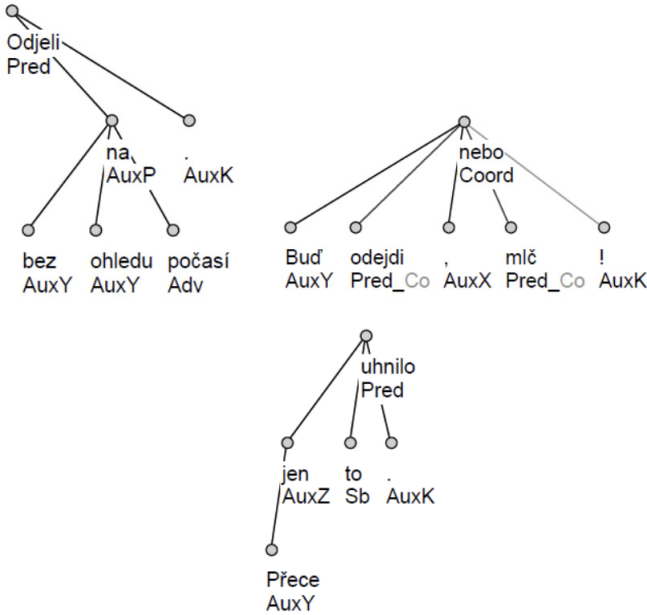 Odjeli
Pred
na .
AuxP AuxK
bez ohledu počasí
AuxY AuxY Adv
nebo
Coord
Buď odejdi , mlč !
AuxY Pred_Co AuxX Pred_Co AuxK
uhnilo
Pred
jen to .
AuxZ Sb AuxK
Přece
AuxY